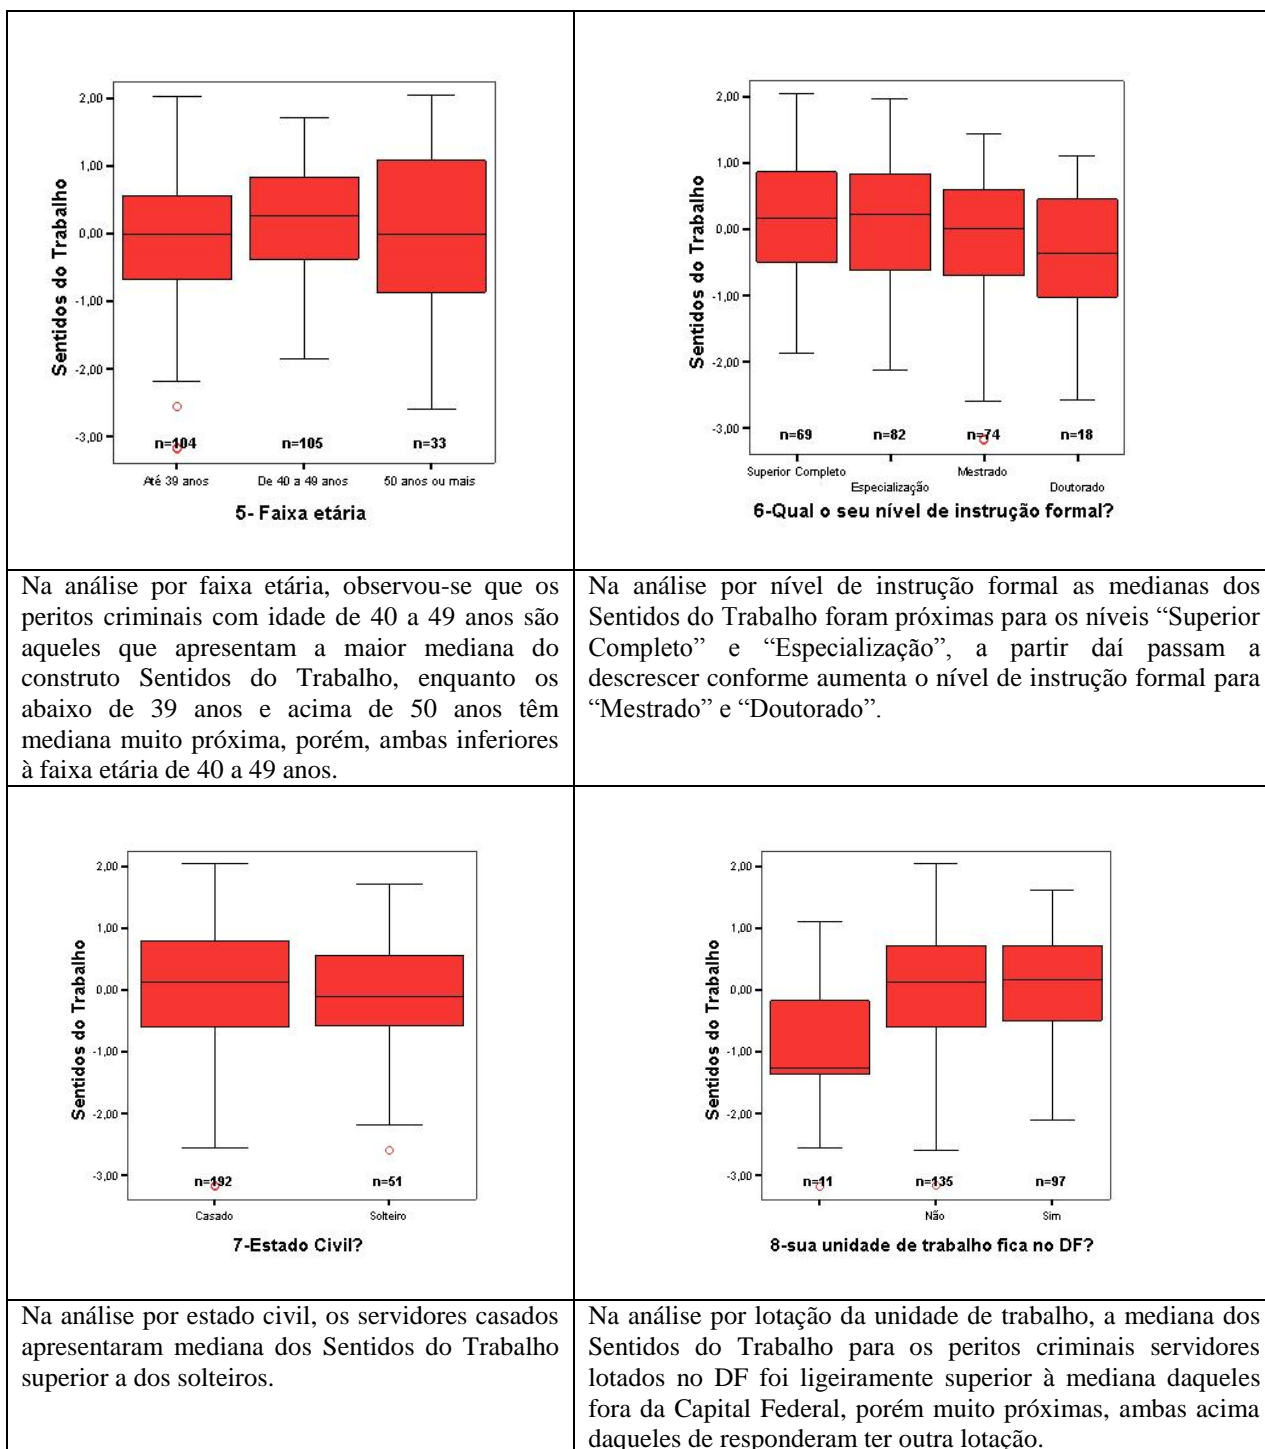 2,00
1,00
0,00
-1,00
-2,00
-3,00
Sentidos do Trabalho
n=104
n=105
n=33
Até 39 anos
De 40 a 49 anos
50 anos ou mais
5- Faixa etária
2,00
1,00
0,00
-1,00
-2,00
-3,00
Sentidos do Trabalho
n=69
n=82
n=74
n=18
Superior Completo
Especialização
Mestrado
Doutorado
6-Qual o seu nível de instrução formal?
Na análise por faixa etária, observou-se que os
peritos criminais com idade de 40 a 49 anos são
aqueles que apresentam a maior mediana do
construto Sentidos do Trabalho, enquanto os
abaixo de 39 anos e acima de 50 anos têm
mediana muito próxima, porém, ambas inferiores
à faixa etária de 40 a 49 anos.
Na análise por nível de instrução formal as medianas dos
Sentidos do Trabalho foram próximas para os níveis “Superior
Completo” e “Especialização”, a partir daí passam a
descrescer conforme aumenta o nível de instrução formal para
“Mestrado” e “Doutorado”.
2,00
1,00
0,00
-1,00
-2,00
-3,00
Sentidos do Trabalho
n=192
n=51
Casado
Solteiro
7-Estado Civil?
2,00
1,00
0,00
-1,00
-2,00
-3,00
Sentidos do Trabalho
n=11
n=135
n=97
Não
Sim
8-sua unidade de trabalho fica no DF?
Na análise por estado civil, os servidores casados
apresentaram mediana dos Sentidos do Trabalho
superior a dos solteiros.
Na análise por lotação da unidade de trabalho, a mediana dos
Sentidos do Trabalho para os peritos criminais servidores
lotados no DF foi ligeiramente superior à mediana daqueles
fora da Capital Federal, porém muito próximas, ambas acima
daqueles de responderam ter outra lotação.